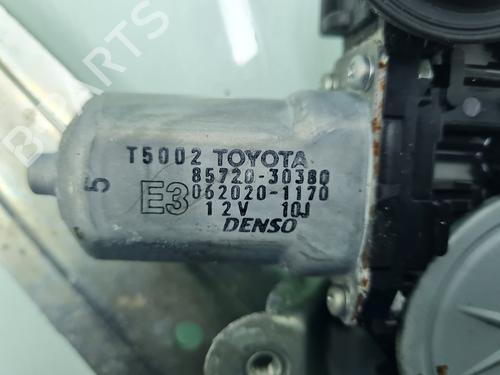 T5002 TOYOTA
85720-30380
E3 062020-1170
12V 10J
DENSO
5
B PARTS